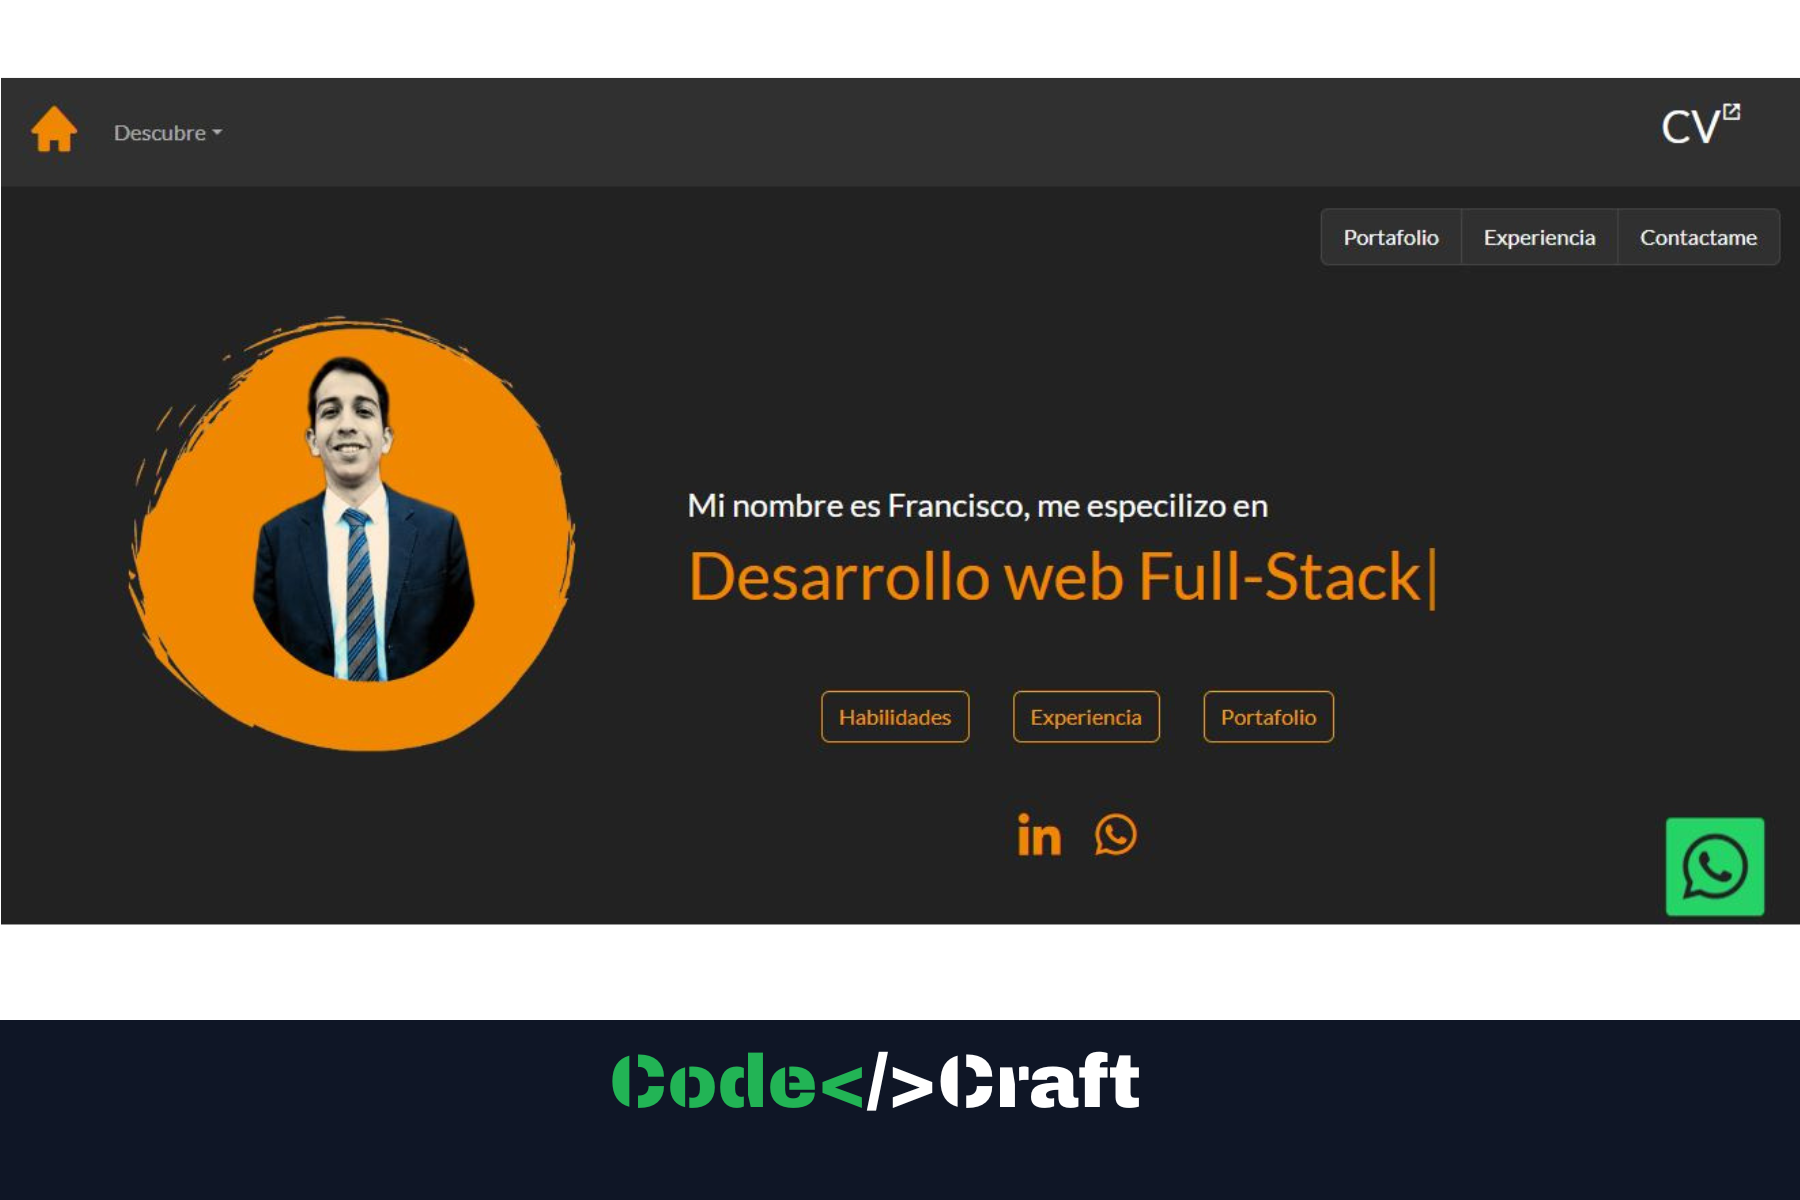 Descubre
CV
Portafolio Experiencia Contactame
Mi nombre es Francisco, me especilizo en
Desarrollo web Full-Stack|
Habilidades Experiencia Portafolio
in
Code</>Craft